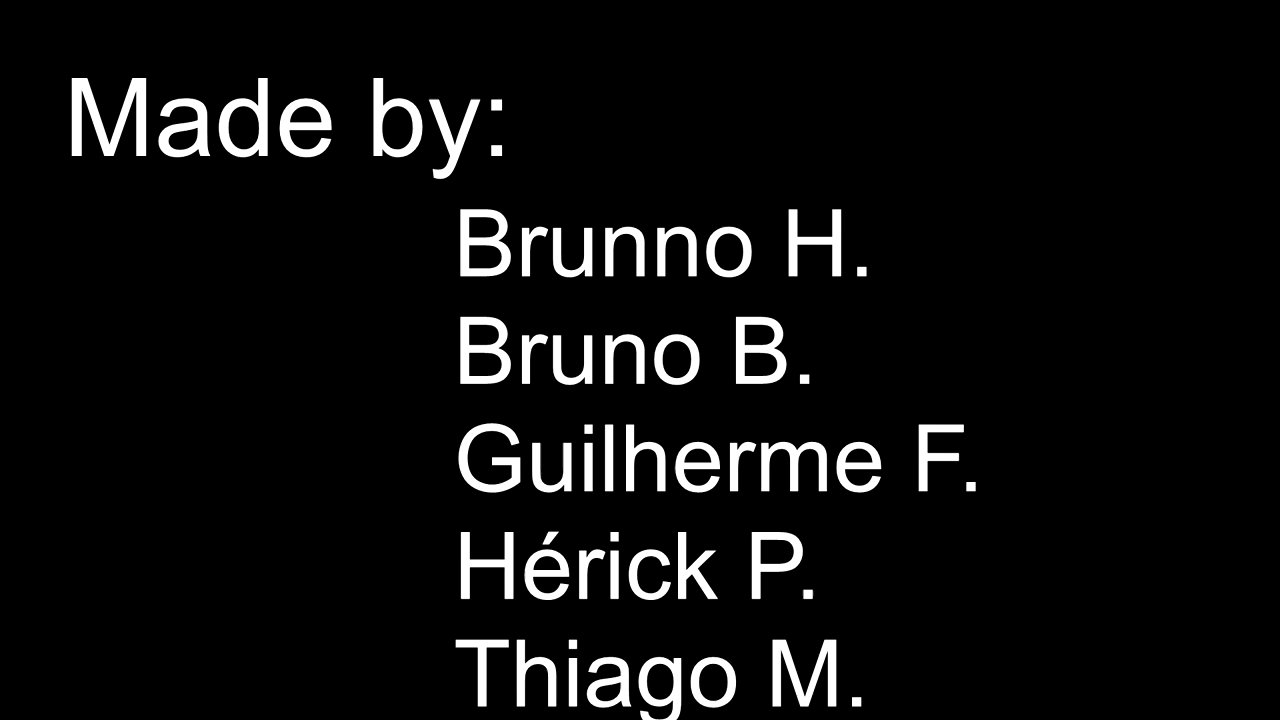 Made by:
Brunno H.
Bruno B.
Guilherme F.
Hérick P.
Thiago M.